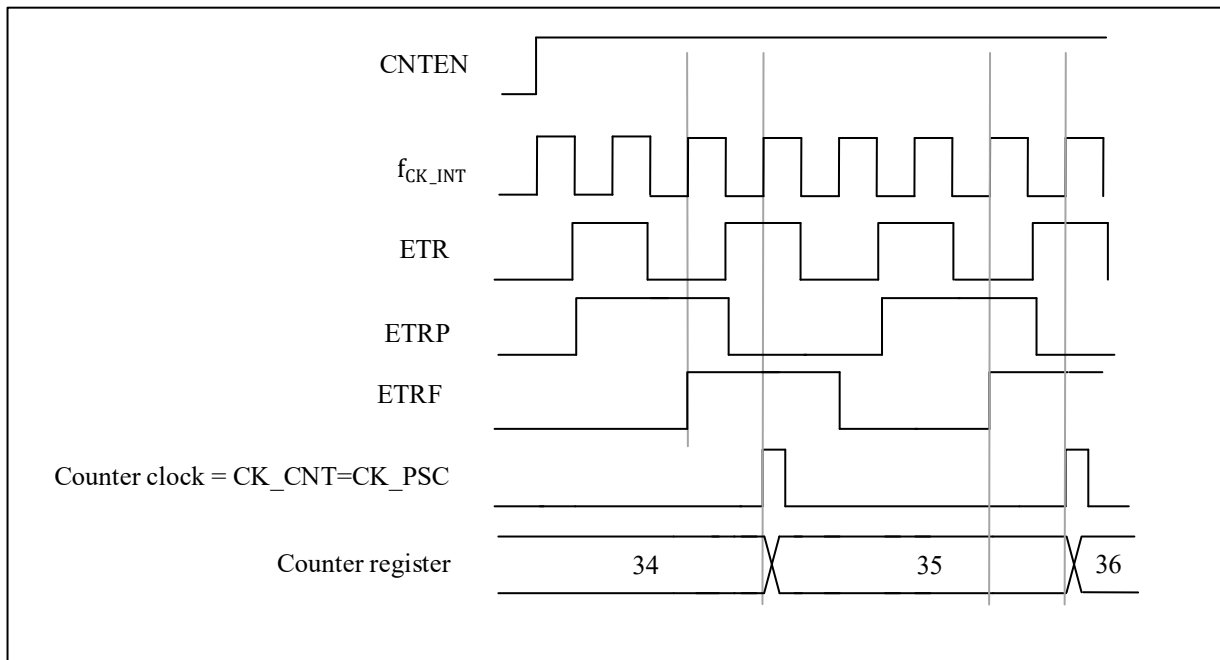 CNTEN
fCK_INT
ETR
ETRP
ETRF
Counter clock = CK_CNT=CK_PSC
Counter register
34
35
36